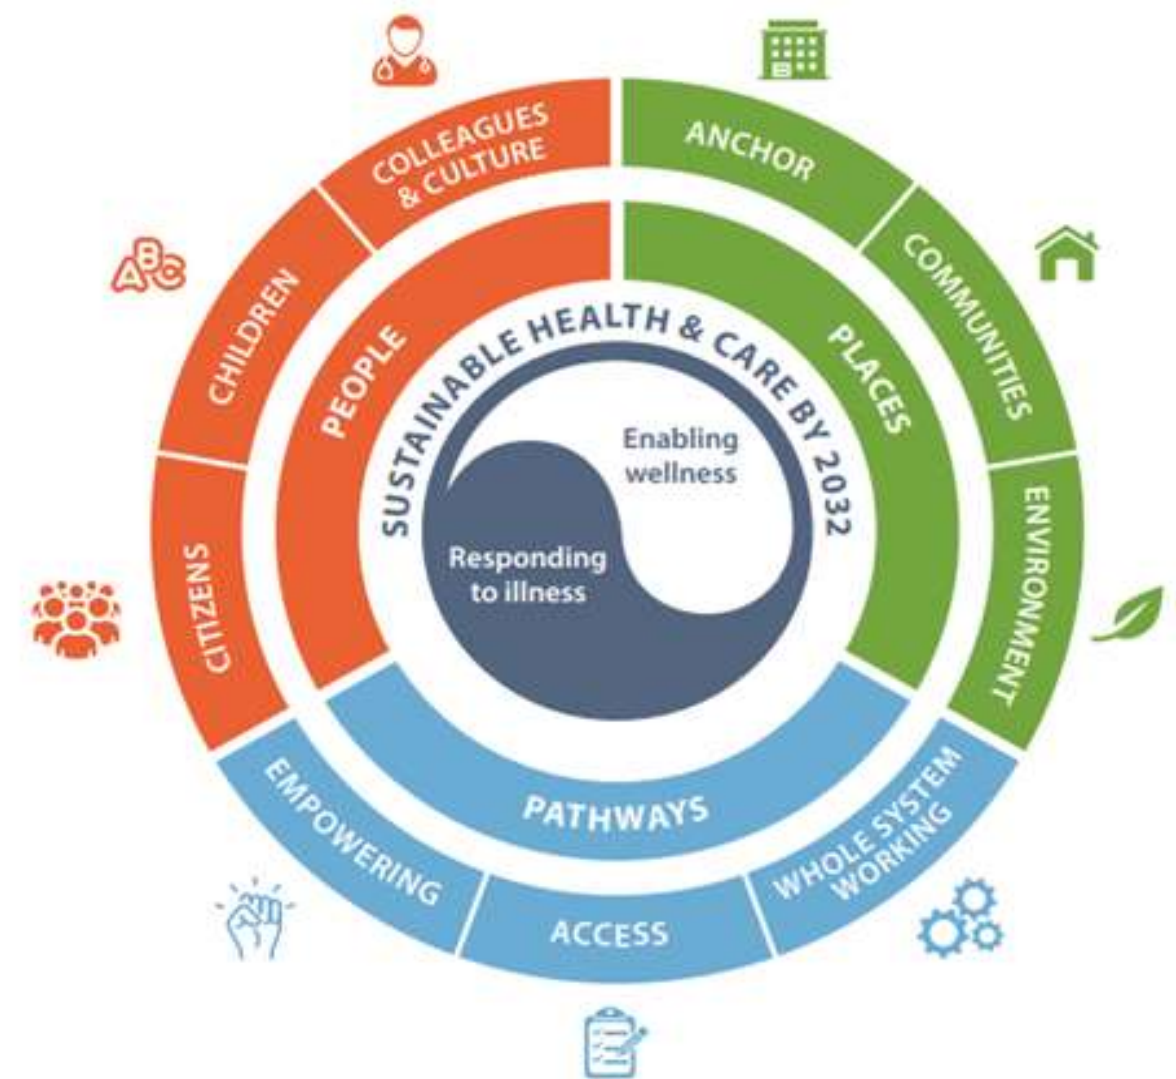 COLLEAGUES
& CULTURE
ANCHOR
COMMUNITIES
ENVIRONMENT
WHOLE SYSTEM
WORKING
ACCESS
EMPOWERING
CITIZENS
CHILDREN
ABC
PEOPLE
PLACES
PATHWAYS
SUSTAINABLE HEALTH & CARE BY 2032
Enabling
wellness
Responding
to illness